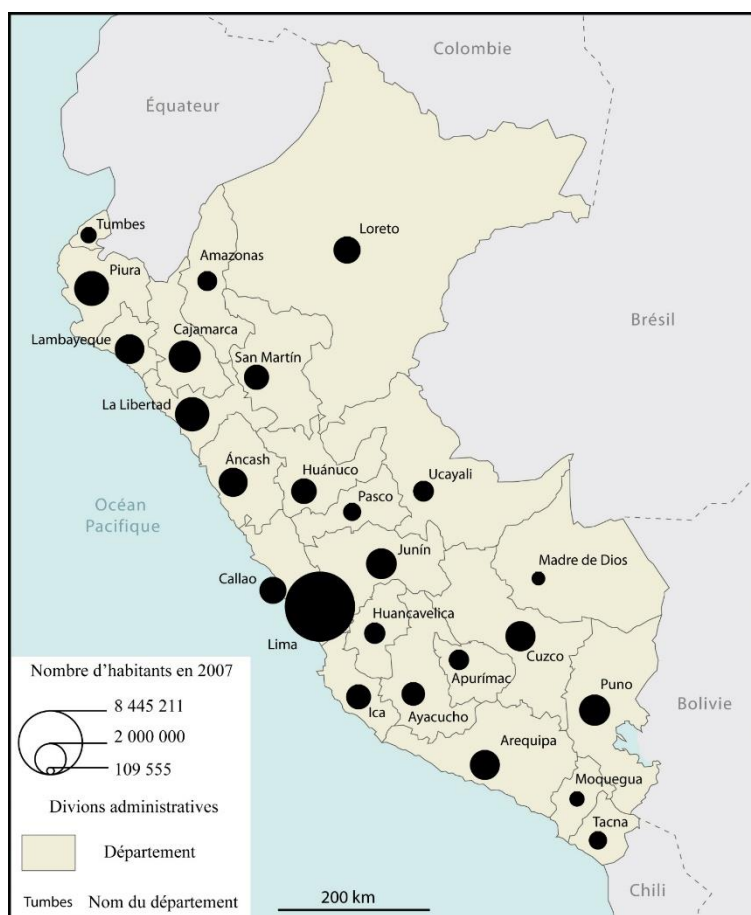 Colombie
Équateur
Tumbes
Loreto
Amazonas
Piura
Brésil
Cajamarca
Lambayeque
San Martín
La Libertad
Áncash
Huánuco
Ucayali
Pasco
Océan
Pacifique
Junín
Madre de Dios
Callao
Huancavelica
Lima
Cuzco
Apurímac
Puno
Bolivie
Ica
Ayacucho
Arequipa
Moquegua
Tacna
Chili
Nombre d'habitants en 2007
8 445 211
2 000 000
109 555
Divions administratives
Département
Tumbes Nom du département
200 km